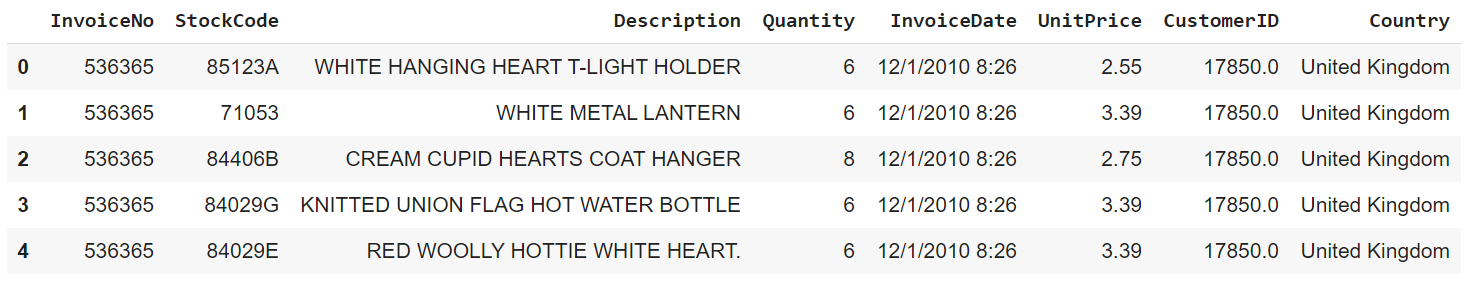 InvoiceNo StockCode Description Quantity InvoiceDate UnitPrice CustomerID Country
0 536365 85123A WHITE HANGING HEART T-LIGHT HOLDER 6 12/1/2010 8:26 2.55 17850.0 United Kingdom
1 536365 71053 WHITE METAL LANTERN 6 12/1/2010 8:26 3.39 17850.0 United Kingdom
2 536365 84406B CREAM CUPID HEARTS COAT HANGER 8 12/1/2010 8:26 2.75 17850.0 United Kingdom
3 536365 84029G KNITTED UNION FLAG HOT WATER BOTTLE 6 12/1/2010 8:26 3.39 17850.0 United Kingdom
4 536365 84029E RED WOOLLY HOTTIE WHITE HEART. 6 12/1/2010 8:26 3.39 17850.0 United Kingdom